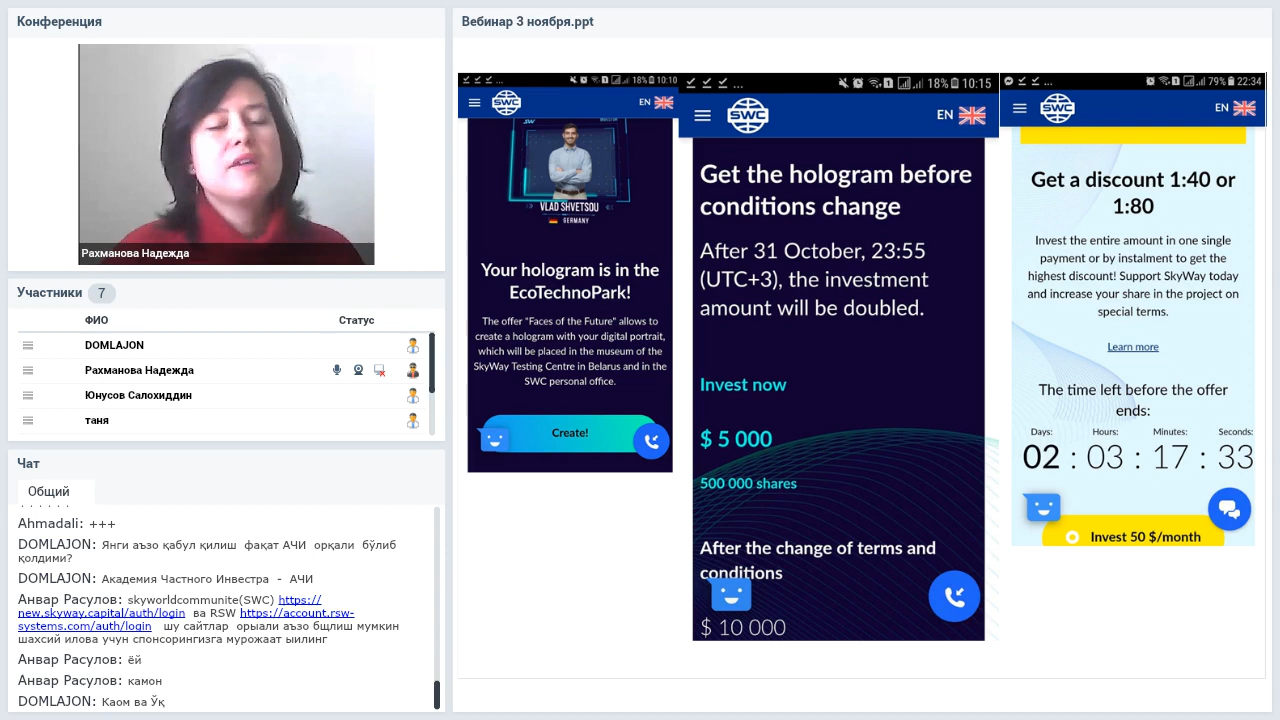 Конференция
Рахманова Надежда
Участники 7
ФИО Статус
DOMLAJON
Рахманова Надежда
Юнусов Салохиддин
таня
Чат
Общий
Ahmadali: +++
DOMLAJON: Янги аъзо қабул қилиш фақат АЧИ орқали бўлиб
қолдими?
DOMLAJON: Академия Частного Инвестра - АЧИ
Анвар Расулов: skyworldcommunite(SWC) https://
new.skyway.capital/auth/login ва RSW https://account.rsw-
systems.com/auth/login шу сайтлар орыали аъзо бщлиш мумкин
шахсий илова учун спонсорингизга мурожаат ыилинг
Анвар Расулов: ёй
Анвар Расулов: камон
DOMLAJON: Каом ва Ўқ
Вебинар 3 ноября.ppt
... 18% 10:10
SWC EN
VLAD SHVETSOU
GERMANY
Your hologram is in the
EcoTechnoPark!
The offer "Faces of the Future" allows to
create a hologram with your digital portrait,
which will be placed in the museum of the
SkyWay Testing Centre in Belarus and in the
SWC personal office.
Create!
... 18% 10:15
SWC EN
Get the hologram before
conditions change
After 31 October, 23:55
(UTC+3), the investment
amount will be doubled.
Invest now
$ 5 000
500 000 shares
After the change of terms and
conditions
$ 10 000
... 79% 22:34
SWC EN
Get a discount 1:40 or
1:80
Invest the entire amount in one single
payment or by instalment to get the
highest discount! Support SkyWay today
and increase your share in the project on
special terms.
Learn more
The time left before the offer
ends:
Days: Hours: Minutes: Seconds:
02 : 03 : 17 : 33
Invest 50 $/month